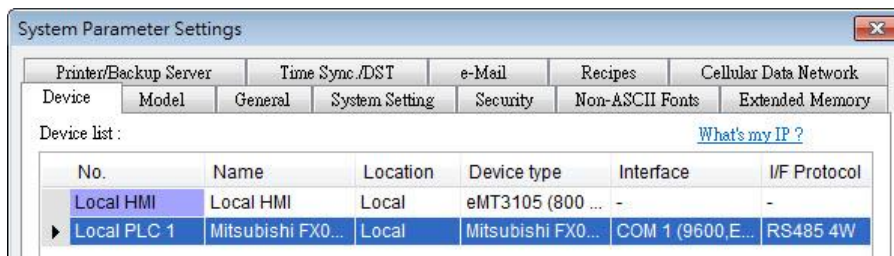 System Parameter Settings
Printer/Backup Server Time Sync./DST e-Mail Recipes Cellular Data Network
Device Model General System Setting Security Non-ASCII Fonts Extended Memory
Device list : What's my IP ?
No. Name Location Device type Interface I/F Protocol
Local HMI Local HMI Local eMT3105 (800 ... - -
Local PLC 1 Mitsubishi FX0... Local Mitsubishi FX0... COM 1 (9600,E... RS485 4W